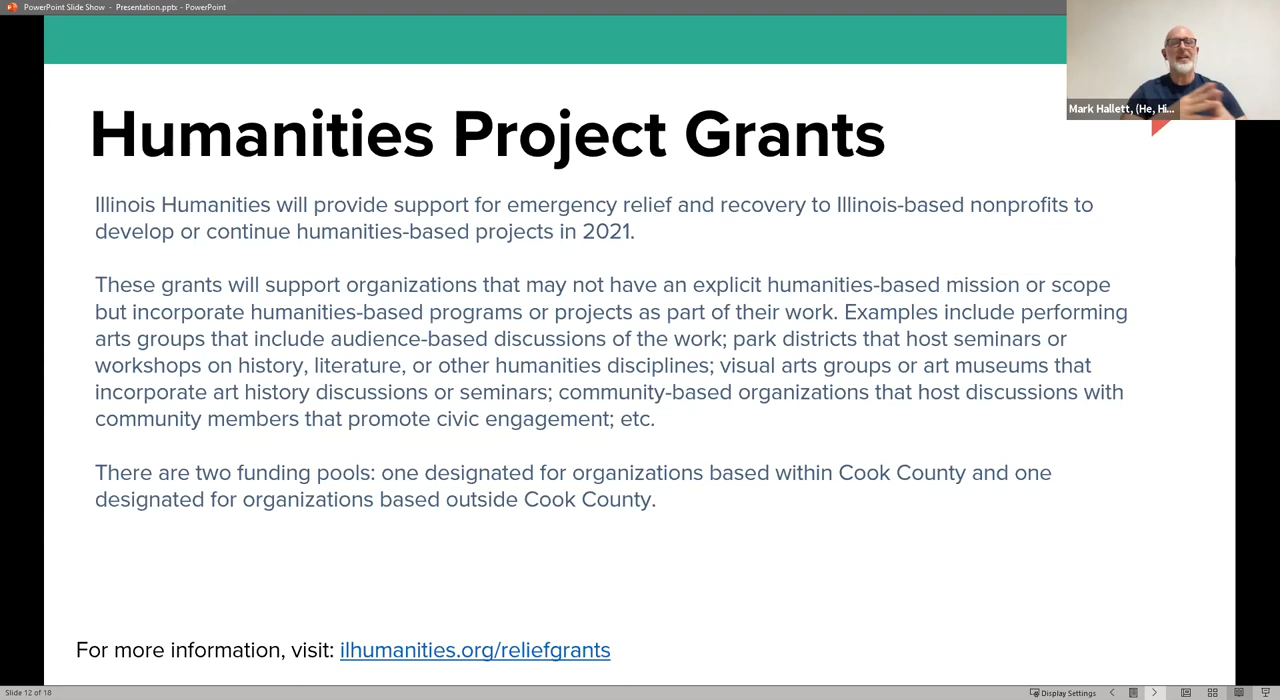 PowerPoint Slide Show - Presentation.pptx - PowerPoint
Mark Hallett, (He, Hi...
Humanities Project Grants
Illinois Humanities will provide support for emergency relief and recovery to Illinois-based nonprofits to
develop or continue humanities-based projects in 2021.
These grants will support organizations that may not have an explicit humanities-based mission or scope
but incorporate humanities-based programs or projects as part of their work. Examples include performing
arts groups that include audience-based discussions of the work; park districts that host seminars or
workshops on history, literature, or other humanities disciplines; visual arts groups or art museums that
incorporate art history discussions or seminars; community-based organizations that host discussions with
community members that promote civic engagement; etc.
There are two funding pools: one designated for organizations based within Cook County and one
designated for organizations based outside Cook County.
For more information, visit: ilhumanities.org/reliefgrants
Slide 12 of 18
Display Settings